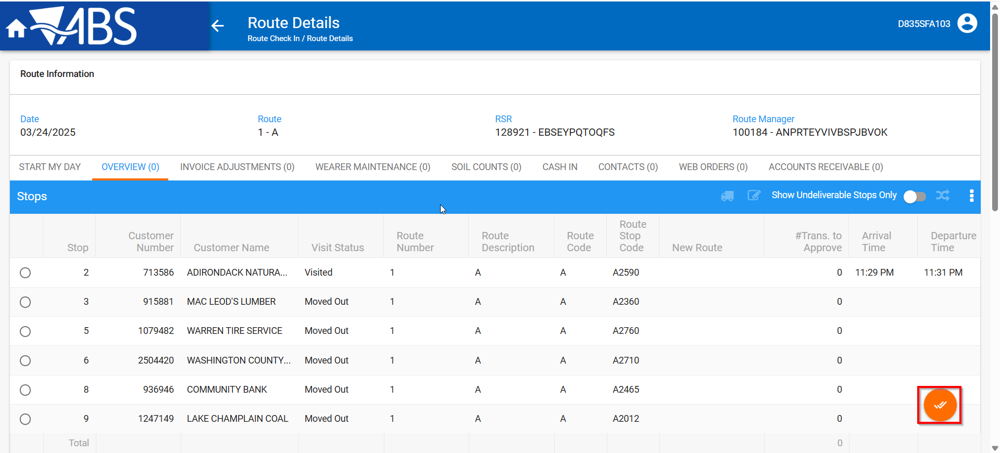 ABS
Route Details
Route Check In / Route Details
D835SFA103
Route Information
Date
03/24/2025
Route
1 - A
RSR
128921 - EBSEYPQTOQFS
Route Manager
100184 - ANPRTEYVIVBSPJBVOK
START MY DAY OVERVIEW (0) INVOICE ADJUSTMENTS (0) WEARER MAINTENANCE (0) SOIL COUNTS (0) CASH IN CONTACTS (0) WEB ORDERS (0) ACCOUNTS RECEIVABLE (0)
Stops Show Undeliverable Stops Only
Stop
Customer
Number
Customer Name
Visit Status
Route
Number
Route
Description
Route
Code
Route
Stop
Code
New Route
#Trans. to
Approve
Arrival
Time
Departure
Time
2 713586 ADIRONDACK NATURA... Visited 1 A A A2590 0 11:29 PM 11:31 PM
3 915881 MAC LEOD'S LUMBER Moved Out 1 A A A2360 0
5 1079482 WARREN TIRE SERVICE Moved Out 1 A A A2760 0
6 2504420 WASHINGTON COUNTY... Moved Out 1 A A A2710 0
8 936946 COMMUNITY BANK Moved Out 1 A A A2465 0
9 1247149 LAKE CHAMPLAIN COAL Moved Out 1 A A A2012 0
Total 0